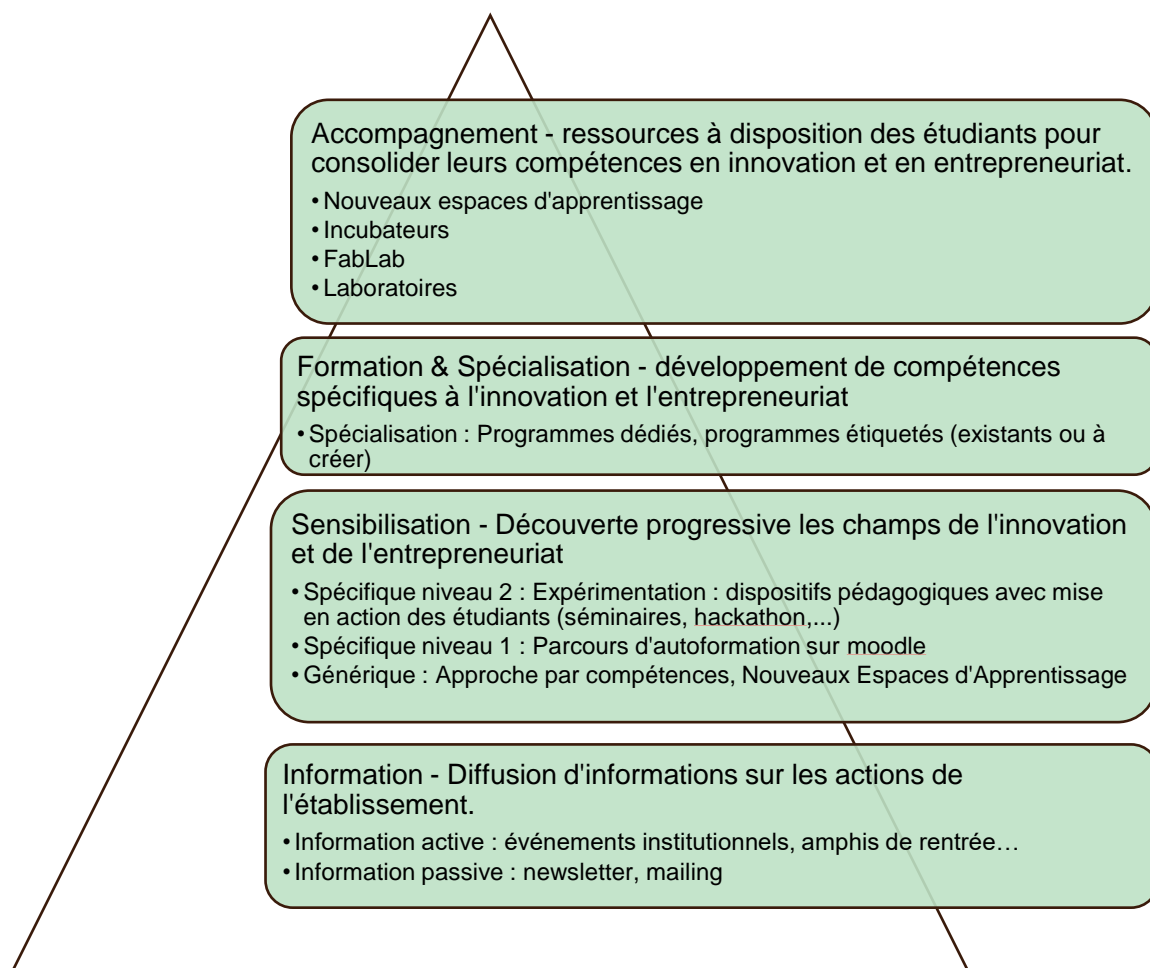 Accompagnement - ressources à disposition des étudiants pour
consolider leurs compétences en innovation et en entrepreneuriat.
• Nouveaux espaces d'apprentissage
• Incubateurs
• FabLab
• Laboratoires
Formation & Spécialisation - développement de compétences
spécifiques à l'innovation et l'entrepreneuriat
• Spécialisation : Programmes dédiés, programmes étiquetés (existants ou à
créer)
Sensibilisation - Découverte progressive les champs de l'innovation
et de l'entrepreneuriat
• Spécifique niveau 2 : Expérimentation : dispositifs pédagogiques avec mise
en action des étudiants (séminaires, hackathon,...)
• Spécifique niveau 1 : Parcours d'autoformation sur moodle
• Générique : Approche par compétences, Nouveaux Espaces d'Apprentissage
Information - Diffusion d'informations sur les actions de
l'établissement.
• Information active : événements institutionnels, amphis de rentrée…
• Information passive : newsletter, mailing